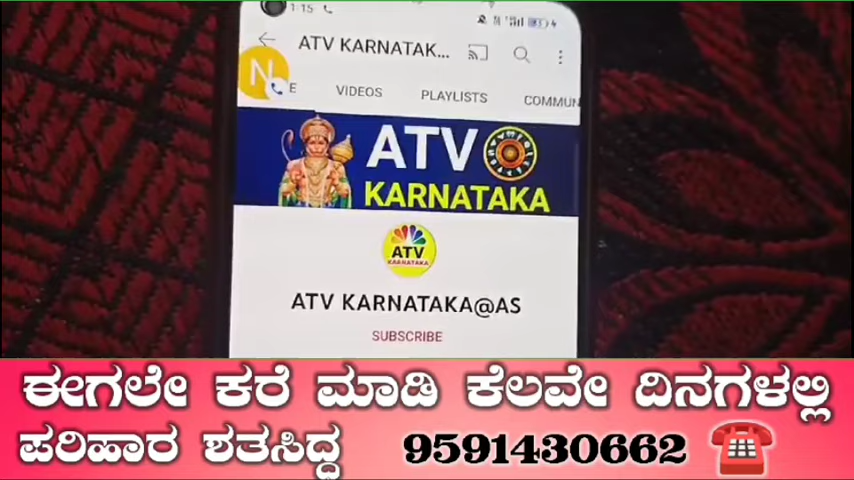 1:15
ATV KARNATAK...
N
E
VIDEOS
PLAYLISTS
COMMUN
ATV
KARNATAKA
ATV
KARNATAKA
ATV KARNATAKA@AS
SUBSCRIBE
ಈಗಲೇ ಕರೆ ಮಾಡಿ ಕೆಲವೇ ದಿನಗಳಲ್ಲಿ
ಪರಿಹಾರ ಶತಸಿದ್ದ 9591430662